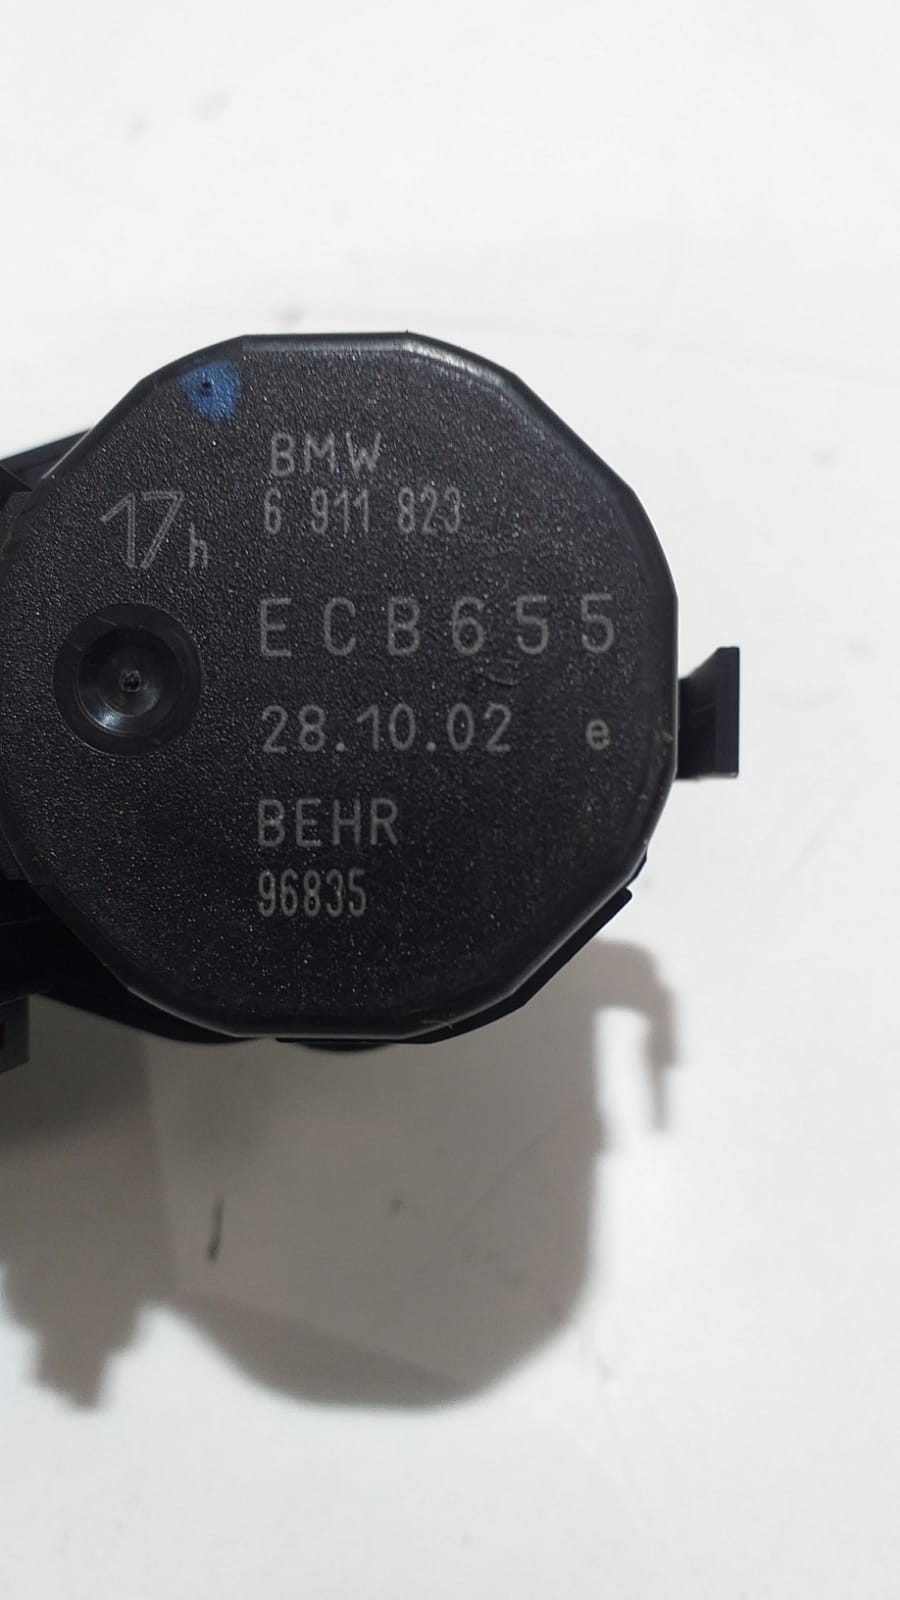 BMW
17h 6 911 823
ECB655
28.10.02 e
BEHR
96835